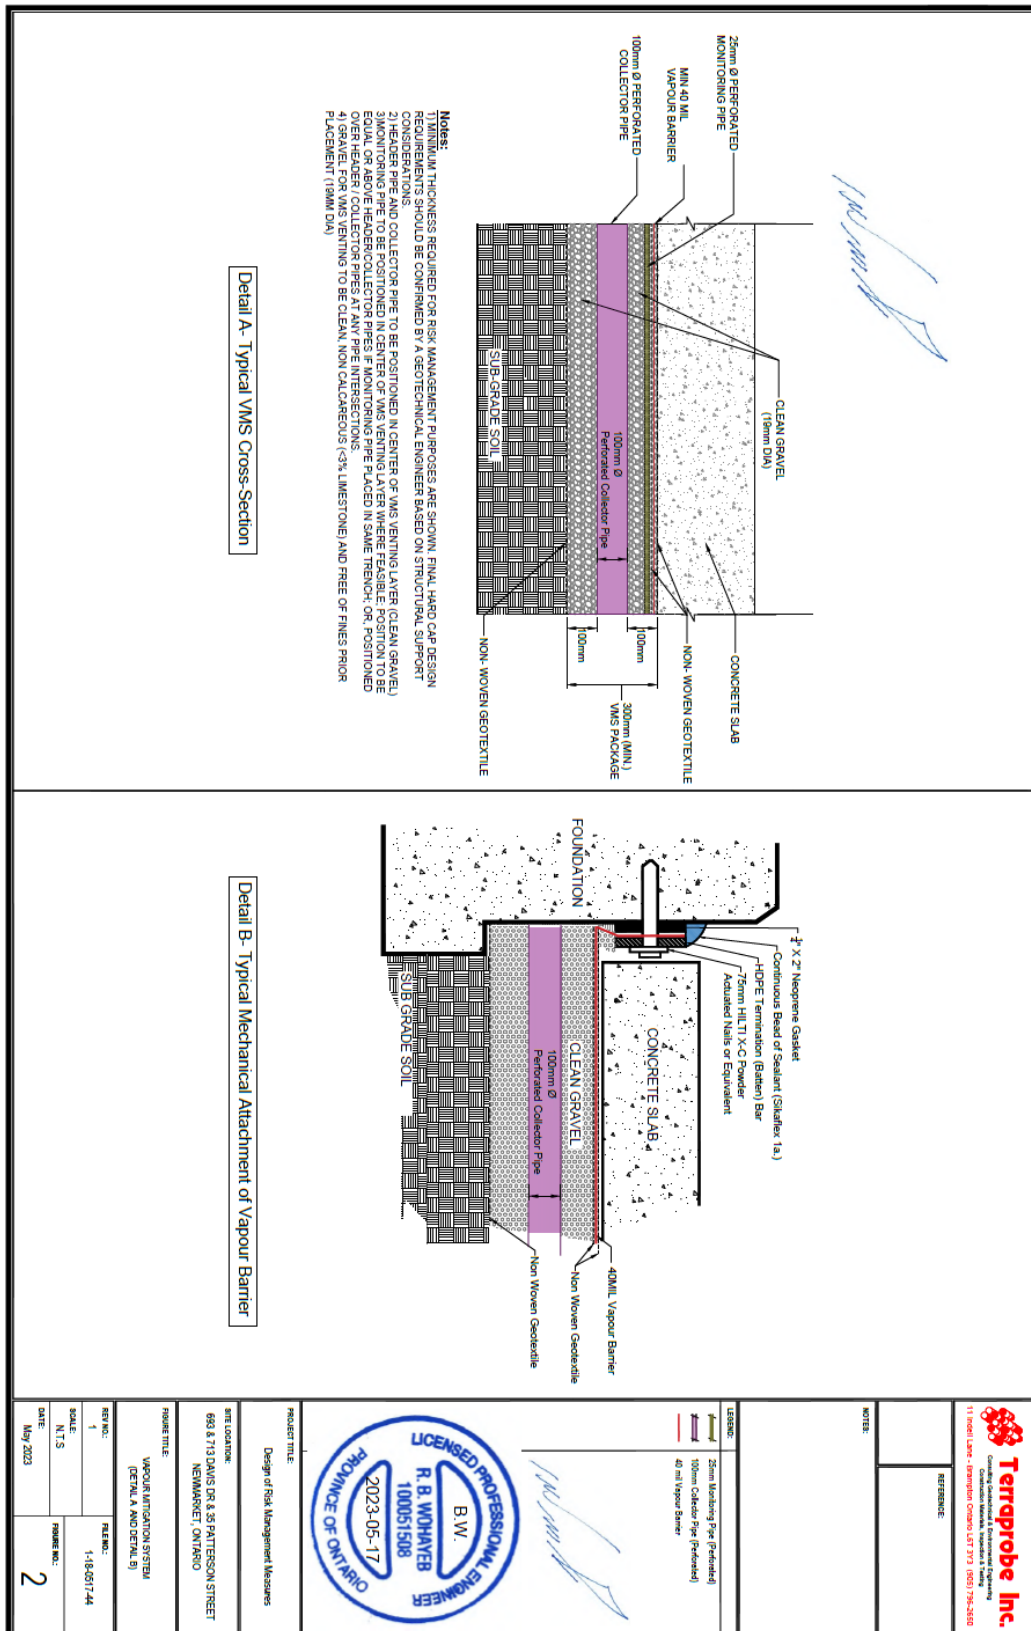 25mm Ø PERFORATED
MONITORING PIPE
MIN 40 MIL
VAPOUR BARRIER
100mm Ø PERFORATED
COLLECTOR PIPE
CLEAN GRAVEL
(19mm DIA)
100mm Ø
Perforated Collector Pipe
SUB-GRADE SOIL
CONCRETE SLAB
NON- WOVEN GEOTEXTILE
100mm
100mm
300mm (MIN.)
VMS PACKAGE
NON- WOVEN GEOTEXTILE
Notes:
1) MINIMUM THICKNESS REQUIRED FOR RISK MANAGEMENT PURPOSES ARE SHOWN. FINAL HARD CAP DESIGN
REQUIREMENTS SHOULD BE CONFIRMED BY A GEOTECHNICAL ENGINEER BASED ON STRUCTURAL SUPPORT
CONSIDERATIONS.
2) HEADER PIPE AND COLLECTOR PIPE TO BE POSITIONED IN CENTER OF VMS VENTING LAYER (CLEAN GRAVEL)
3)MONITORING PIPE TO BE POSITIONED IN CENTER OF VMS VENTING LAYER WHERE FEASIBLE; POSITION TO BE
EQUAL OR ABOVE HEADER/COLLECTOR PIPES IF MONITORING PIPE PLACED IN SAME TRENCH; OR, POSITIONED
OVER HEADER / COLLECTOR PIPES AT ANY PIPE INTERSECTIONS.
4) GRAVEL FOR VMS VENTING TO BE CLEAN, NON CALCAREOUS (<3% LIMESTONE) AND FREE OF FINES PRIOR
PLACEMENT (19MM DIA)
Detail A- Typical VMS Cross-Section
FOUNDATION
X 2" Neoprene Gasket
Continuous Bead of Sealant (Sikaflex 1a.)
HDPE Termination (Batten) Bar
75mm HILTI X-C Powder
Actuated Nails or Equivalent
CONCRETE SLAB
CLEAN GRAVEL
100mm Ø
Perforated Collector Pipe
SUB GRADE SOIL
40MIL Vapour Barrier
Non Woven Geotextile
Non Woven Geotextile
Detail B- Typical Mechanical Attachment of Vapour Barrier
Terraprobe Inc.
Consulting Geotechnical & Environmental Engineering
Construction Materials, Inspection & Testing
11 Indell Lane - Brampton Ontario L6T 3Y3 (905) 796-2650
REFERENCE:
NOTES:
LEGEND:
25mm Monitoring Pipe (Perforated)
100mm Collector Pipe (Perforated)
40 mil Vapour Barrier
LICENSED PROFESSIONAL ENGINEER
B.W.
R. B. WOHAYEB
100051508
2023-05-17
PROVINCE OF ONTARIO
PROJECT TITLE:
Design of Risk Management Measures
SITE LOCATION:
693 & 713 DAVIS DR & 35 PATTERSON STREET
NEWMARKET, ONTARIO
FIGURE TITLE:
VAPOUR MITIGATION SYSTEM
(DETAIL A AND DETAIL B)
REV NO.:
1
FILE NO.:
1-18-0517-44
SCALE:
N.T.S
DATE:
May 2023
FIGURE NO.:
2